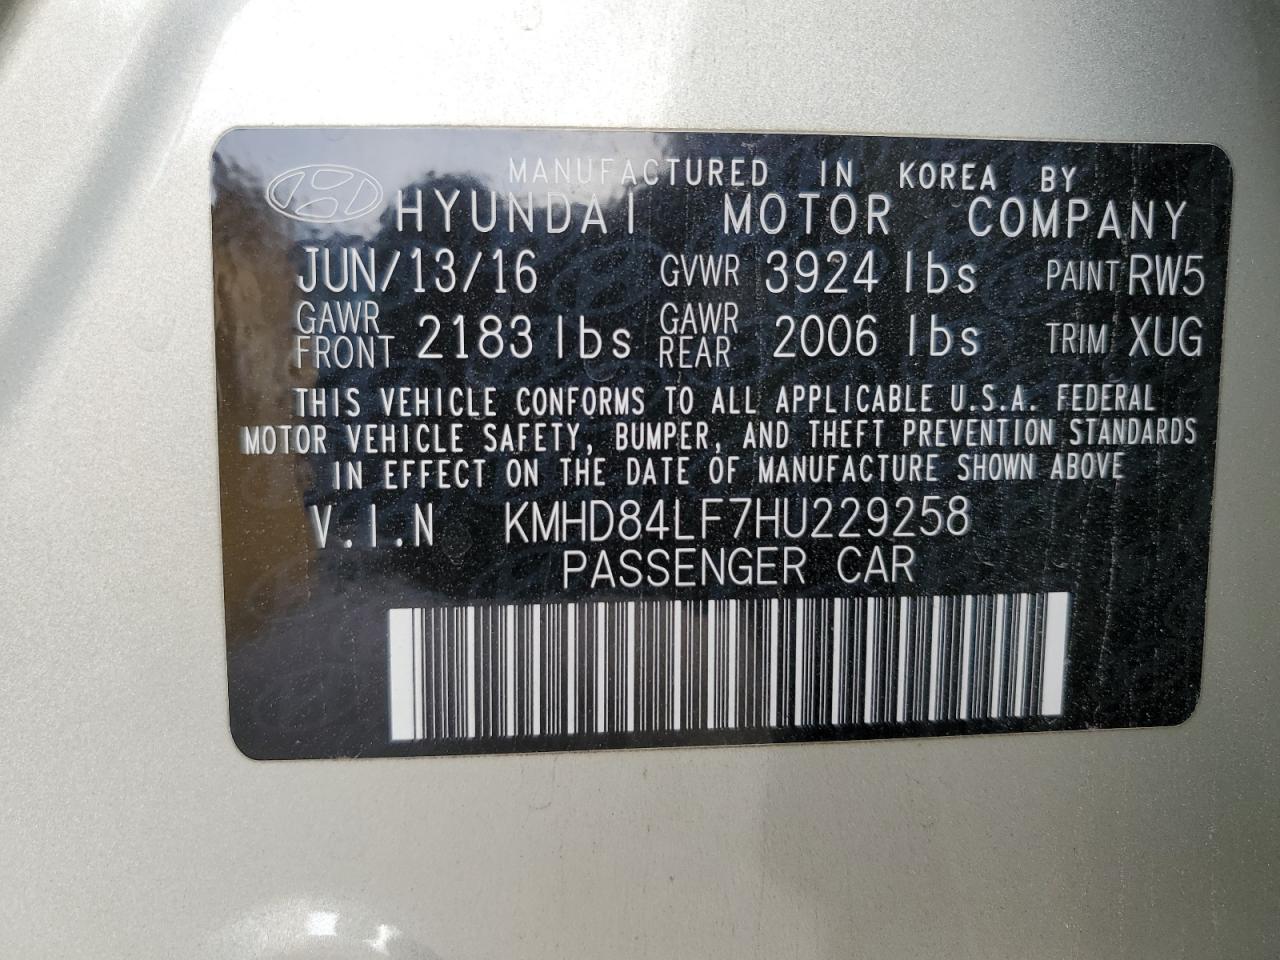 MANUFACTURED IN KOREA BY
HYUNDAI MOTOR COMPANY
JUN/13/16 GVWR 3924 lbs PAINT RW5
GAWR FRONT 2183 lbs GAWR REAR 2006 lbs TRIM XUG
THIS VEHICLE CONFORMS TO ALL APPLICABLE U.S.A. FEDERAL
MOTOR VEHICLE SAFETY, BUMPER, AND THEFT PREVENTION STANDARDS
IN EFFECT ON THE DATE OF MANUFACTURE SHOWN ABOVE
V.I.N KMHD84LF7HU229258
PASSENGER CAR